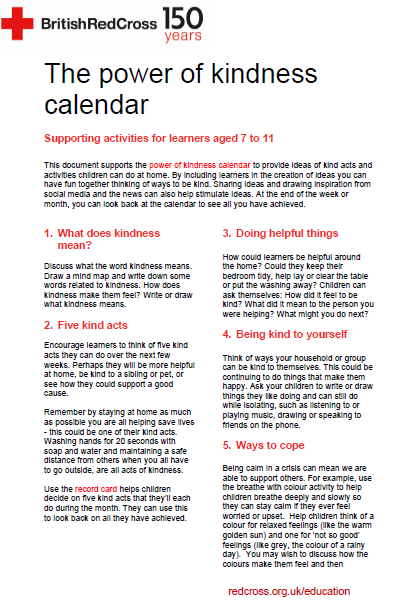 BritishRedCross 150
years
The power of kindness
calendar
Supporting activities for learners aged 7 to 11
This document supports the power of kindness calendar to provide ideas of kind acts and
activities children can do at home. By including learners in the creation of ideas you can
have fun together thinking of ways to be kind. Sharing ideas and drawing inspiration from
social media and the news can also help stimulate ideas. At the end of the week or
month, you can look back at the calendar to see all you have achieved.
1. What does kindness
mean?
Discuss what the word kindness means.
Draw a mind map and write down some
words related to kindness. How does
kindness make them feel? Write or draw
what kindness means.
2. Five kind acts
Encourage learners to think of five kind
acts they can do over the next few
weeks. Perhaps they will be more helpful
at home, be kind to a sibling or pet, or
see how they could support a good
cause.
Remember by staying at home as much
as possible you are all helping save lives
- this could be one of their kind acts.
Washing hands for 20 seconds with
soap and water and maintaining a safe
distance from others when you all have
to go outside, are all acts of kindness.
Use the record card helps children
decide on five kind acts that they'll each
do during the month. They can use this
to look back on all they have achieved.
3. Doing helpful things
How could learners be helpful around
the home? Could they keep their
bedroom tidy, help lay or clear the table
or put the washing away? Children can
ask themselves: How did it feel to be
kind? What did it mean to the person you
were helping? What might you do next?
4. Being kind to yourself
Think of ways your household or group
can be kind to themselves. This could be
continuing to do things that make them
happy. Ask your children to write or draw
things they like doing and can still do
while isolating, such as listening to or
playing music, drawing or speaking to
friends on the phone.
5. Ways to cope
Being calm in a crisis can mean we are
able to support others. For example, use
the breathe with colour activity to help
children breathe deeply and slowly so
they can stay calm if they ever feel
worried or upset. Help children think of a
colour for relaxed feelings (like the warm
golden sun) and one for 'not so good'
feelings (like grey, the colour of a rainy
day). You may wish to discuss how the
colours make them feel and then
redcross.org.uk/education